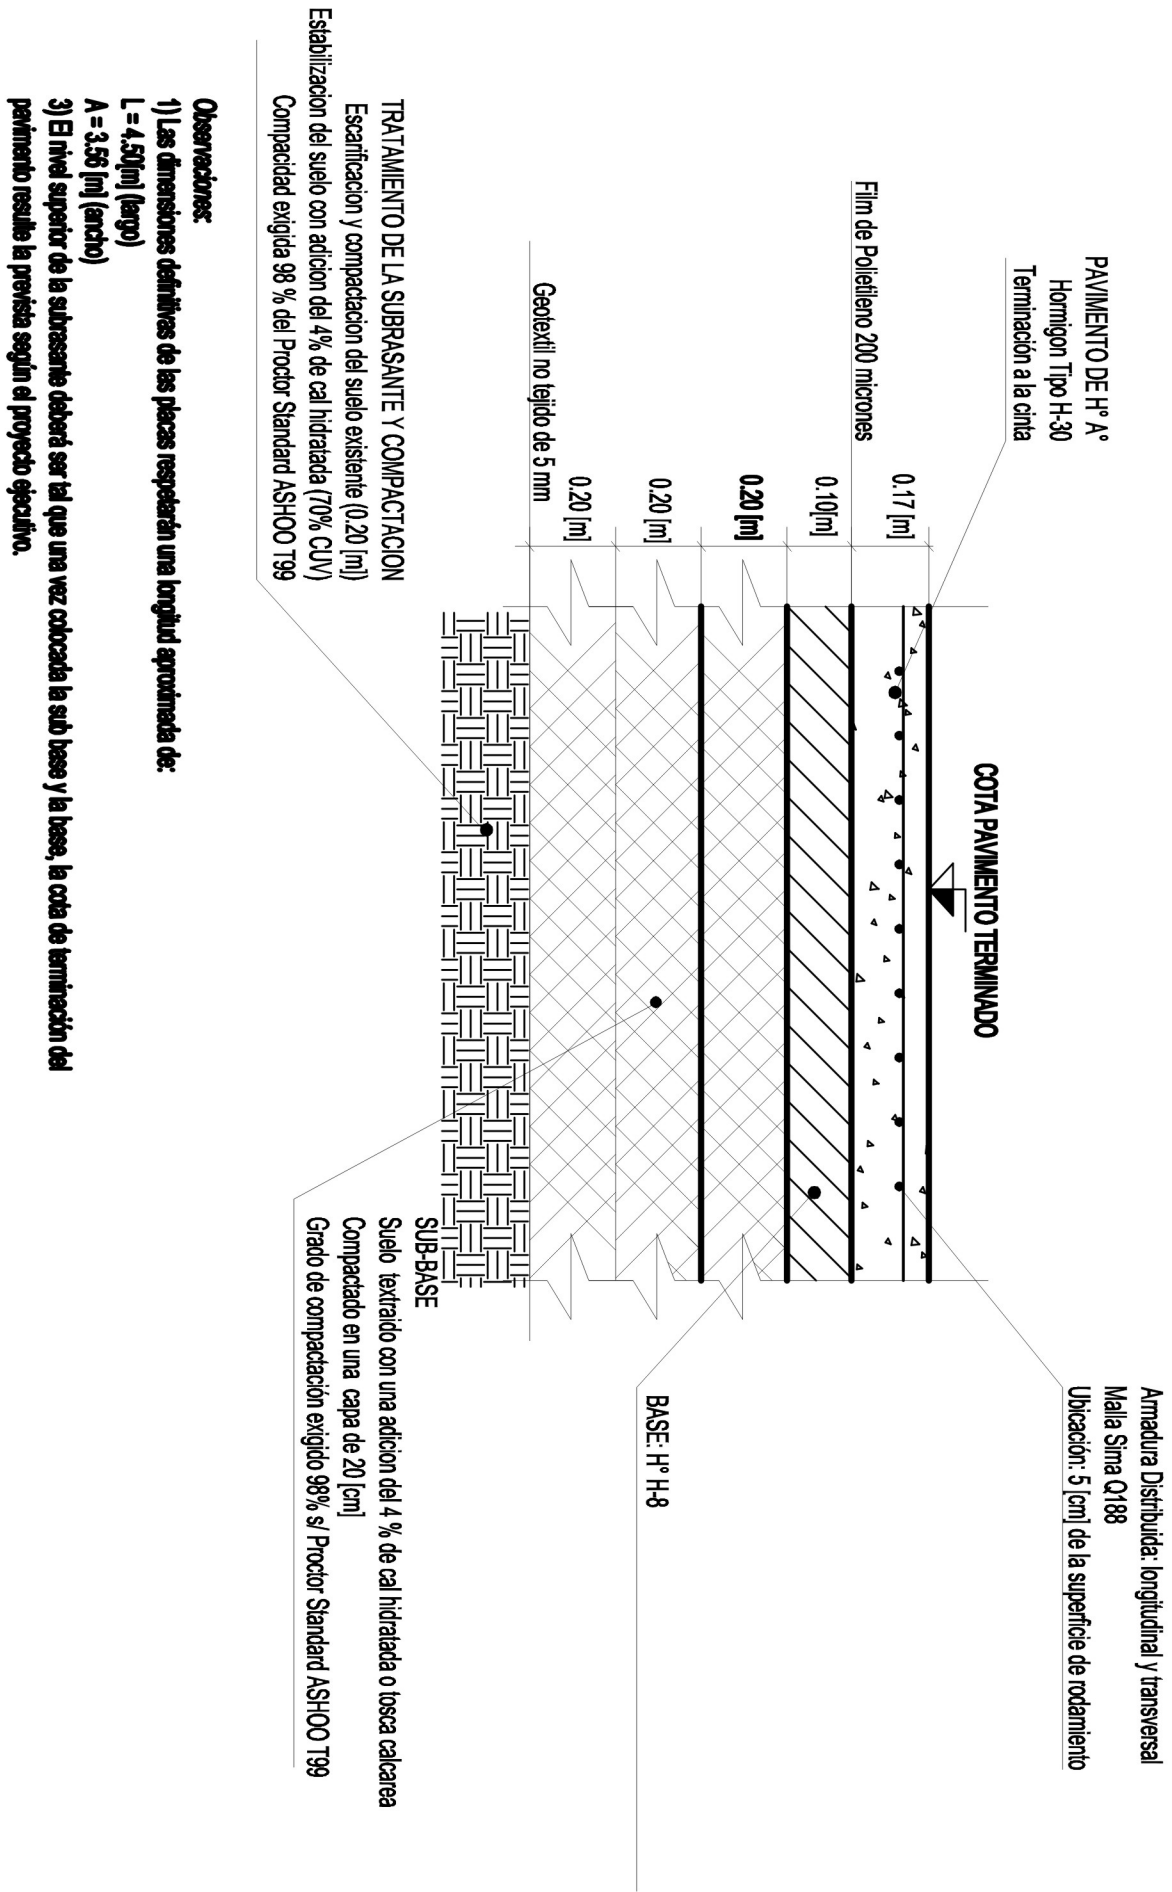 COTA PAVIMENTO TERMINADO
PAVIMENTO DE Hº Aº
Hormigon Tipo H-30
Terminación a la cinta
Film de Polietileno 200 micrones
Geotextil no tejido de 5 mm
TRATAMIENTO DE LA SUBRASANTE Y COMPACTACION
Escarificacion y compactacion del suelo existente (0.20 [m])
Estabilizacion del suelo con adicion del 4% de cal hidratada (70% CUV)
Compacidad exigida 98 % del Proctor Standard ASHOO T99
0.17 [m]
0.10[m]
0.20 [m]
0.20 [m]
0.20 [m]
Armadura Distribuida: longitudinal y transversal
Malla Sima Q188
Ubicación: 5 [cm] de la superficie de rodamiento
BASE: Hº H-8
SUB-BASE
Suelo textraido con una adicion del 4 % de cal hidratada o tosca calcarea
Compactado en una capa de 20 [cm]
Grado de compactación exigido 98% s/ Proctor Standard ASHOO T99
Observaciones:
1) Las dimensiones definitivas de las placas respetarán una longitud aproximada de:
L = 4.50[m] (largo)
A = 3.56 [m] (ancho)
3) El nivel superior de la subrasante deberá ser tal que una vez colocada la sub base y la base, la cota de terminación del
pavimento resulte la prevista según el proyecto ejecutivo.